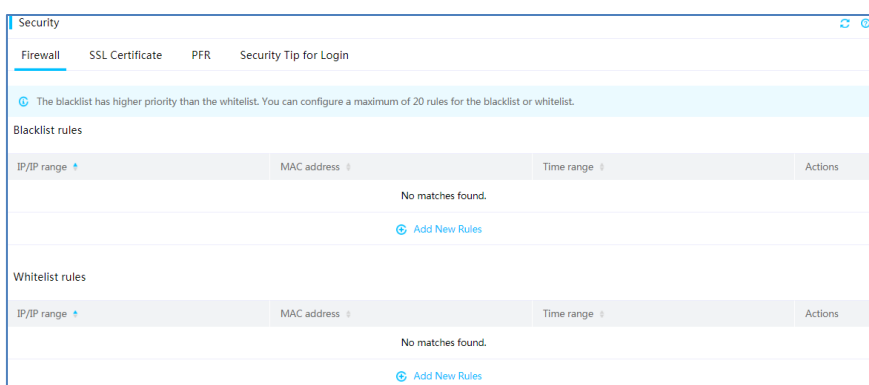 Security
Firewall SSL Certificate PFR Security Tip for Login
The blacklist has higher priority than the whitelist. You can configure a maximum of 20 rules for the blacklist or whitelist.
Blacklist rules
IP/IP range MAC address Time range Actions
No matches found.
Add New Rules
Whitelist rules
IP/IP range MAC address Time range Actions
No matches found.
Add New Rules